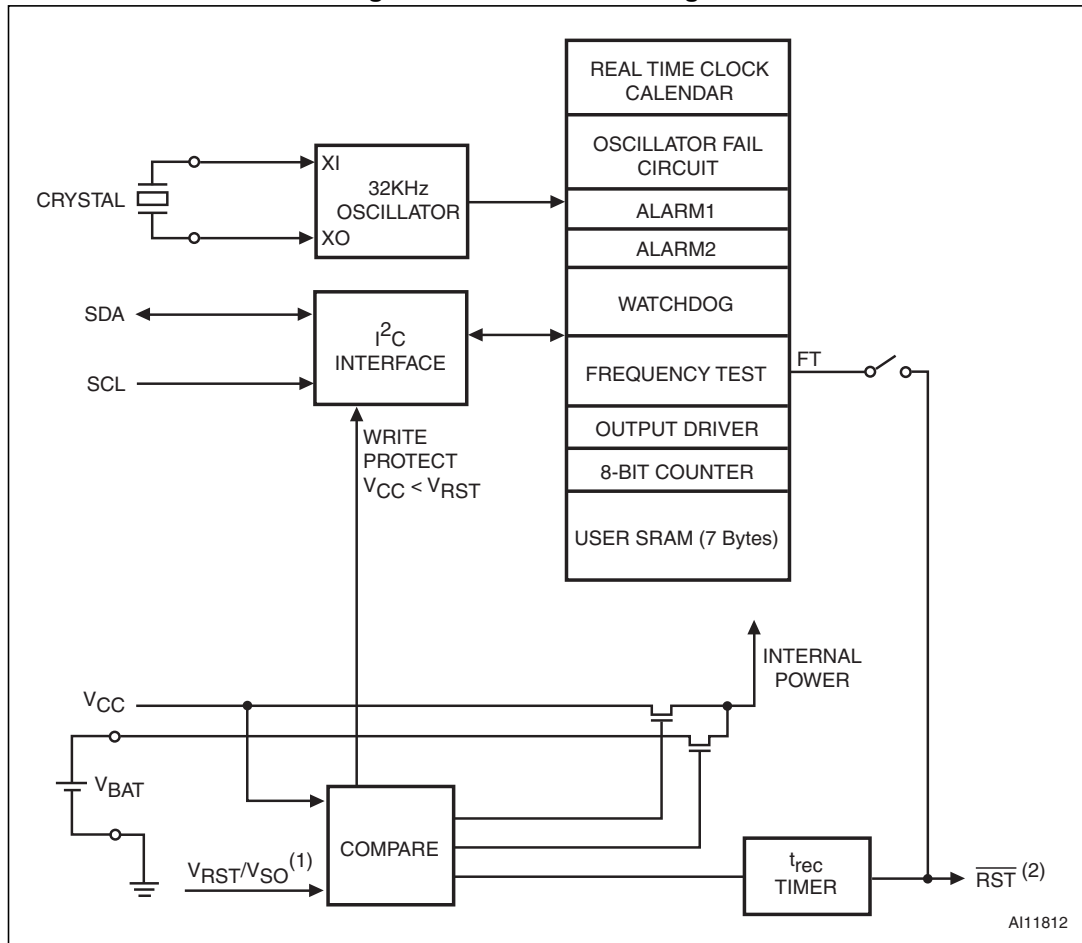 REAL TIME CLOCK
CALENDAR
OSCILLATOR FAIL
CIRCUIT
ALARM1
ALARM2
WATCHDOG
FREQUENCY TEST
OUTPUT DRIVER
8-BIT COUNTER
USER SRAM (7 Bytes)
CRYSTAL
XI
32KHz
OSCILLATOR
XO
SDA
SCL
I2C
INTERFACE
FT
WRITE
PROTECT
VCC < VRST
INTERNAL
POWER
VCC
VBAT
VRST/VSO(1)
COMPARE
trec
TIMER
RST (2)
AI11812